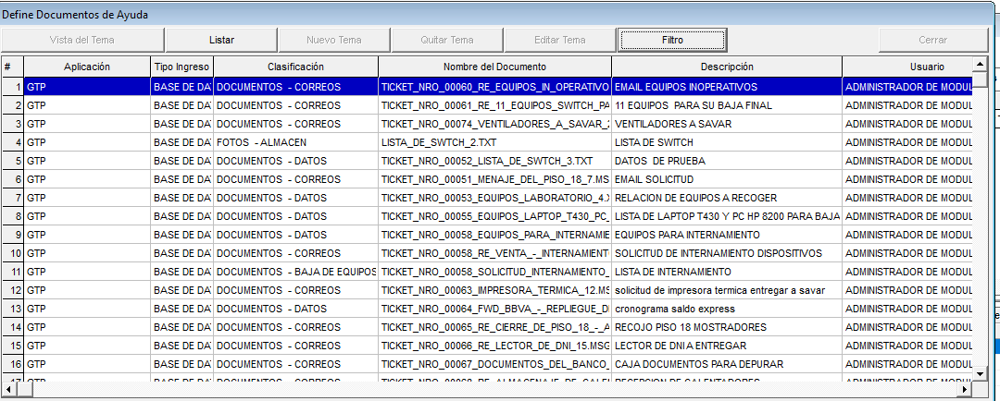 Define Documentos de Ayuda
Vista del Tema Listar Nuevo Tema Quitar Tema Editar Tema Filtro Cerrar
# Aplicación Tipo Ingreso Clasificación Nombre del Documento Descripción Usuario
1 GTP BASE DE DA DOCUMENTOS - CORREOS TICKET_NRO_00060_RE_EQUIPOS_IN_OPERATIVO EMAIL EQUIPOS INOPERATIVOS ADMINISTRADOR DE MODUL
2 GTP BASE DE DA DOCUMENTOS - CORREOS TICKET_NRO_00061_RE_11_EQUIPOS_SWITCH_PA 11 EQUIPOS PARA SU BAJA FINAL ADMINISTRADOR DE MODUL
3 GTP BASE DE DA DOCUMENTOS - CORREOS TICKET_NRO_00074_VENTILADORES_A_SAVAR_2 VENTILADORES A SAVAR ADMINISTRADOR DE MODUL
4 GTP BASE DE DA FOTOS - ALMACEN LISTA_DE_SWTCH_2.TXT LISTA DE SWITCH ADMINISTRADOR DE MODUL
5 GTP BASE DE DA DOCUMENTOS - DATOS TICKET_NRO_00052_LISTA_DE_SWTCH_3.TXT DATOS DE PRUEBA ADMINISTRADOR DE MODUL
6 GTP BASE DE DA DOCUMENTOS - CORREOS TICKET_NRO_00051_MENAJE_DEL_PISO_18_7.MS EMAIL SOLICITUD ADMINISTRADOR DE MODUL
7 GTP BASE DE DA DOCUMENTOS - DATOS TICKET_NRO_00053_EQUIPOS_LABORATORIO_4.X RELACION DE EQUIPOS A RECOGER ADMINISTRADOR DE MODUL
8 GTP BASE DE DA DOCUMENTOS - DATOS TICKET_NRO_00055_EQUIPOS_LAPTOP_T430_PC_ LISTA DE LAPTOP T430 Y PC HP 8200 PARA BAJA ADMINISTRADOR DE MODUL
9 GTP BASE DE DA DOCUMENTOS - DATOS TICKET_NRO_00058_EQUIPOS_PARA_INTERNAMIE EQUIPOS PARA INTERNAMIENTO ADMINISTRADOR DE MODUL
10 GTP BASE DE DA DOCUMENTOS - CORREOS TICKET_NRO_00058_RE_VENTA_-_INTERNAMIENT SOLICITUD DE INTERNAMIENTO DISPOSITIVOS ADMINISTRADOR DE MODUL
11 GTP BASE DE DA DOCUMENTOS - BAJA DE EQUIPOS TICKET_NRO_00058_SOLICITUD_INTERNAMIENTO_ LISTA DE INTERNAMIENTO ADMINISTRADOR DE MODUL
12 GTP BASE DE DA DOCUMENTOS - CORREOS TICKET_NRO_00063_IMPRESORA_TERMICA_12.MS solicitud de impresora termica entregar a savar ADMINISTRADOR DE MODUL
13 GTP BASE DE DA DOCUMENTOS - DATOS TICKET_NRO_00064_FWD_BBVA_-_REPLIEGUE_D cronograma saldo express ADMINISTRADOR DE MODUL
14 GTP BASE DE DA DOCUMENTOS - CORREOS TICKET_NRO_00065_RE_CIERRE_DE_PISO_18_-_A RECOJO PISO 18 MOSTRADORES ADMINISTRADOR DE MODUL
15 GTP BASE DE DA DOCUMENTOS - CORREOS TICKET_NRO_00066_RE_LECTOR_DE_DNI_15.MSG LECTOR DE DNI A ENTREGAR ADMINISTRADOR DE MODUL
16 GTP BASE DE DA DOCUMENTOS - CORREOS TICKET_NRO_00067_DOCUMENTOS_DEL_BANCO_ CAJA DOCUMENTOS PARA DEPURAR ADMINISTRADOR DE MODUL
17 GTP BASE DE DA DOCUMENTOS - CORREOS